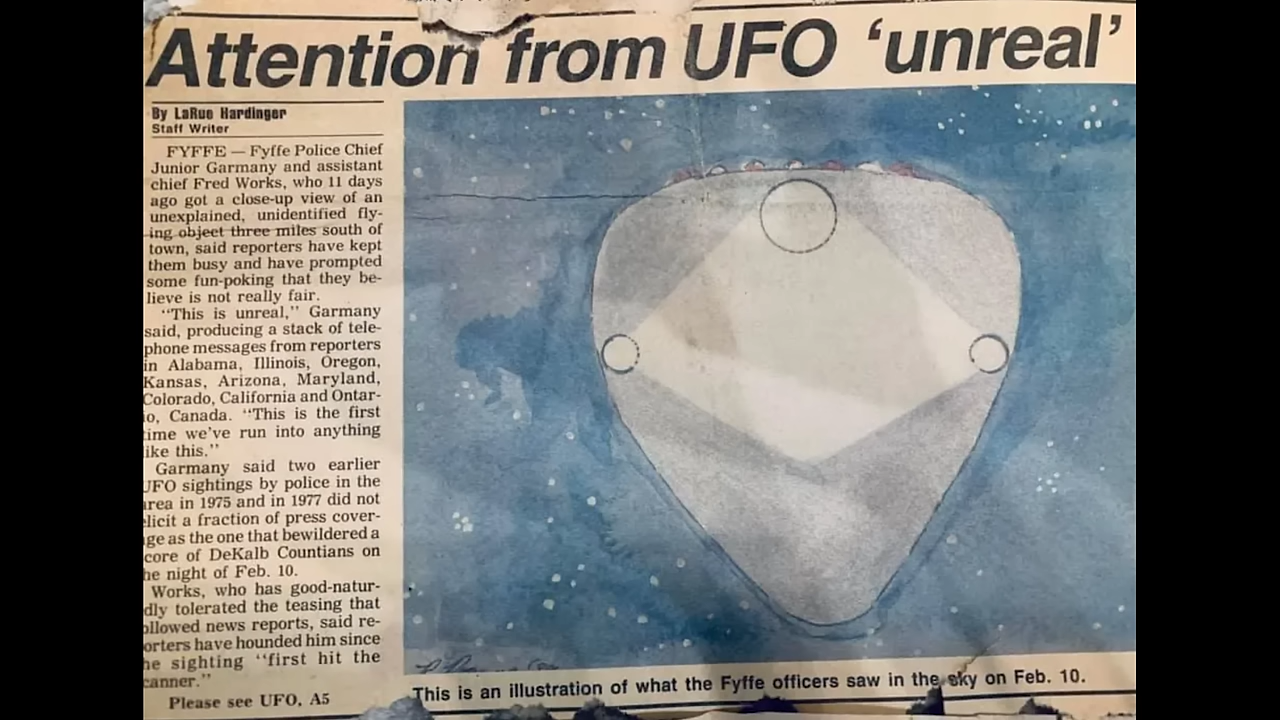 Attention from UFO 'unreal'
By LaRue Hardinger
Staff Writer
FYFFE — Fyffe Police Chief
Junior Garmany and assistant
chief Fred Works, who 11 days
ago got a close-up view of an
unexplained, unidentified fly-
ing object three miles south of
town, said reporters have kept
them busy and have prompted
some fun-poking that they be-
lieve is not really fair.
"This is unreal," Garmany
said, producing a stack of tele-
phone messages from reporters
in Alabama, Illinois, Oregon,
Kansas, Arizona, Maryland,
Colorado, California and Ontar-
io, Canada. "This is the first
time we've run into anything
like this."
Garmany said two earlier
UFO sightings by police in the
area in 1975 and in 1977 did not
elicit a fraction of press cover-
age as the one that bewildered a
core of DeKalb Countians on
he night of Feb. 10.
Works, who has good-natur-
dly tolerated the teasing that
ollowed news reports, said re-
orters have hounded him since
he sighting "first hit the
canner."
Please see UFO, A5
This is an illustration of what the Fyffe officers saw in the sky on Feb. 10.